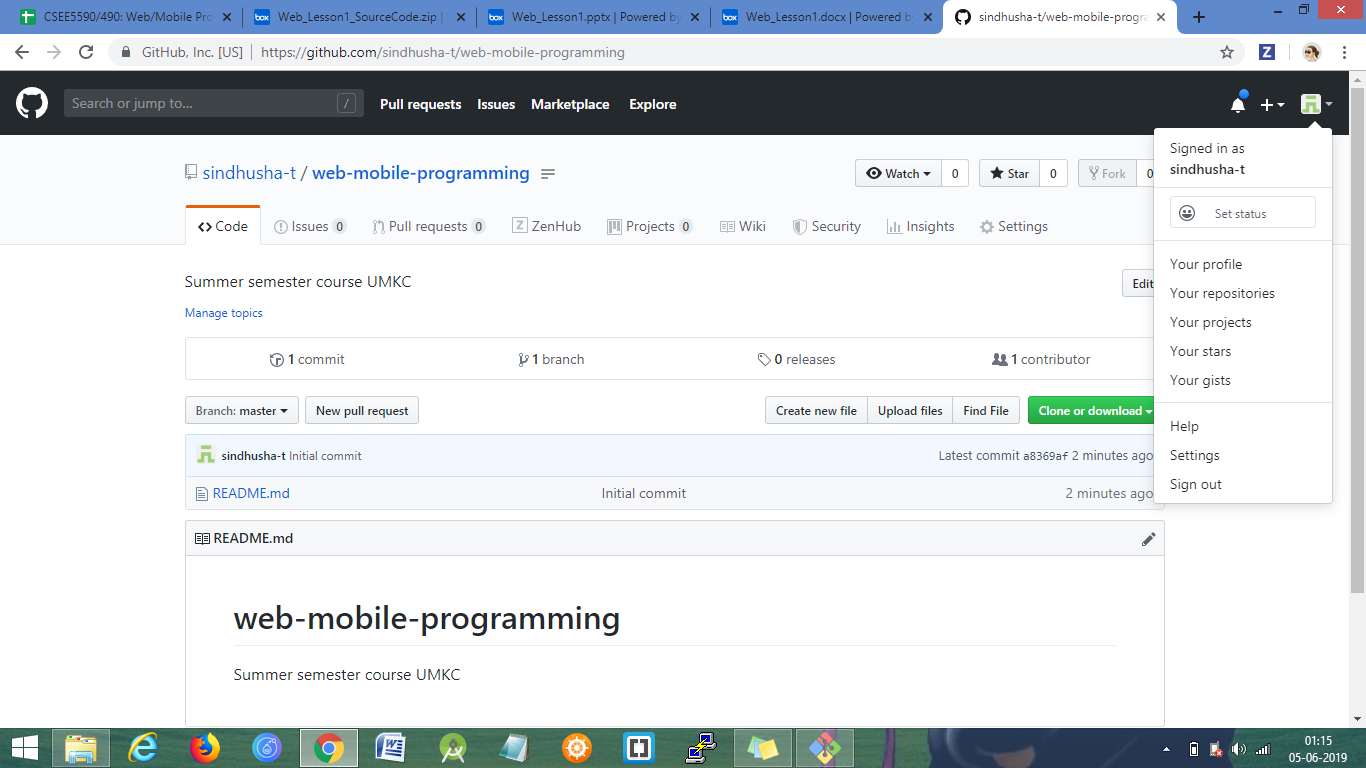 CSEE5590/490: Web/Mobile Pro
Web_Lesson1_SourceCode.zip |
Web_Lesson1.pptx | Powered by
Web_Lesson1.docx | Powered by
sindhusha-t/web-mobile-progra
GitHub, Inc. [US] | https://github.com/sindhusha-t/web-mobile-programming
Search or jump to... /
Pull requests Issues Marketplace Explore
Signed in as
sindhusha-t
Set status
Your profile
Your repositories
Your projects
Your stars
Your gists
Help
Settings
Sign out
sindhusha-t / web-mobile-programming
Watch 0 Star 0 Fork 0
Code Issues 0 Pull requests 0 ZenHub Projects 0 Wiki Security Insights Settings
Summer semester course UMKC
Edit
Manage topics
1 commit 1 branch 0 releases 1 contributor
Branch: master New pull request Create new file Upload files Find File Clone or download
sindhusha-t Initial commit Latest commit a8369af 2 minutes ago
README.md Initial commit 2 minutes ago
README.md
web-mobile-programming
Summer semester course UMKC
01:15
05-06-2019